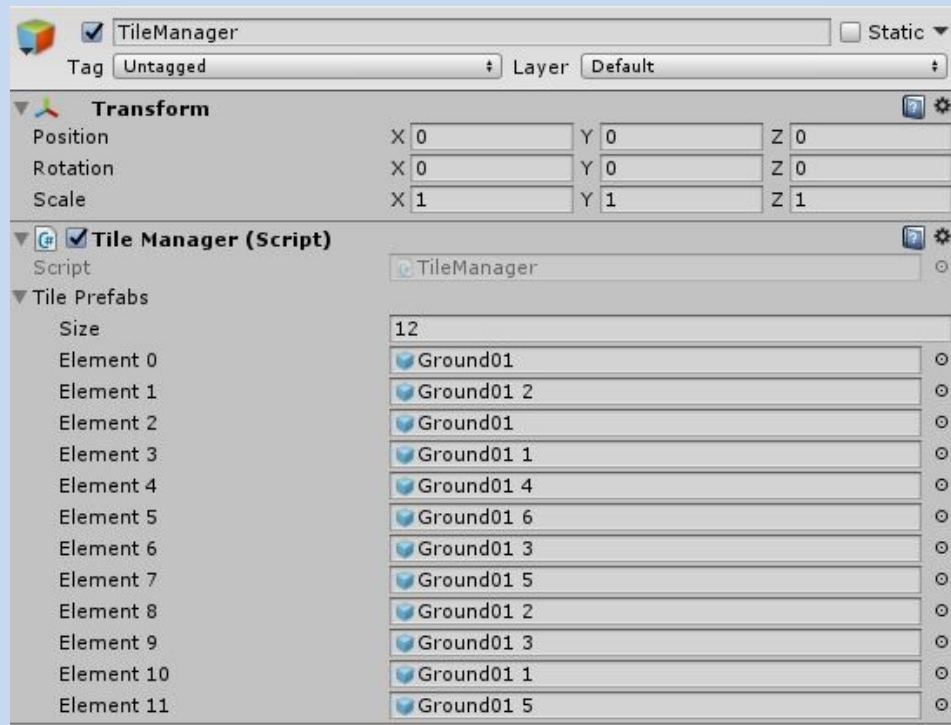 TileManager Static
Tag Untagged Layer Default
Transform
Position X 0 Y 0 Z 0
Rotation X 0 Y 0 Z 0
Scale X 1 Y 1 Z 1
Tile Manager (Script)
Script TileManager
Tile Prefabs
Size 12
Element 0 Ground01
Element 1 Ground01 2
Element 2 Ground01
Element 3 Ground01 1
Element 4 Ground01 4
Element 5 Ground01 6
Element 6 Ground01 3
Element 7 Ground01 5
Element 8 Ground01 2
Element 9 Ground01 3
Element 10 Ground01 1
Element 11 Ground01 5